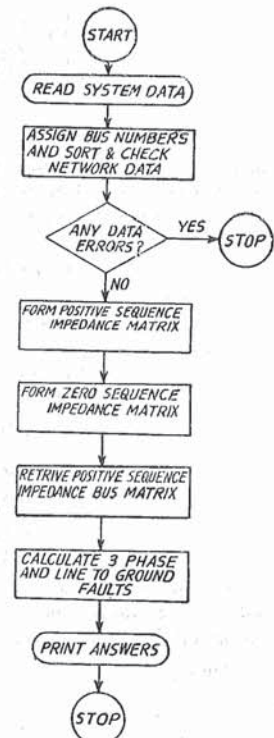 START
READ SYSTEM DATA
ASSIGN BUS NUMBERS
AND SORT & CHECK
NETWORK DATA
ANY DATA
ERRORS?
YES
STOP
NO
FORM POSITIVE SEQUENCE
IMPEDANCE MATRIX
FORM ZERO SEQUENCE
IMPEDANCE MATRIX
RETRIVE POSITIVE SEQUENCE
IMPEDANCE BUS MATRIX
CALCULATE 3 PHASE
AND LINE TO GROUND
FAULTS
PRINT ANSWERS
STOP